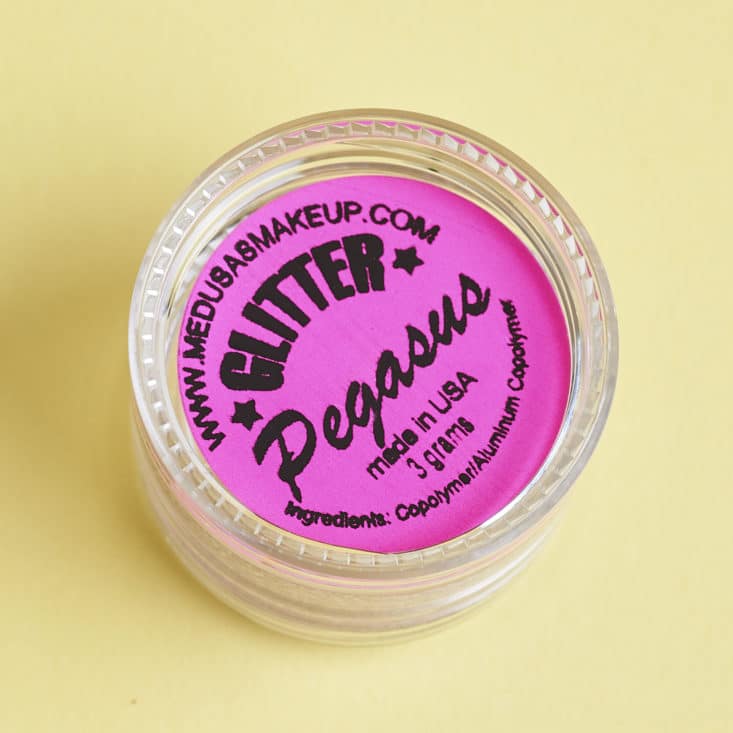 WWW.MEDUSASMAKEUP.COM
GLITTER
Pegasus
made in USA
3 grams
Ingredients: Copolymer/Aluminum Copolymer